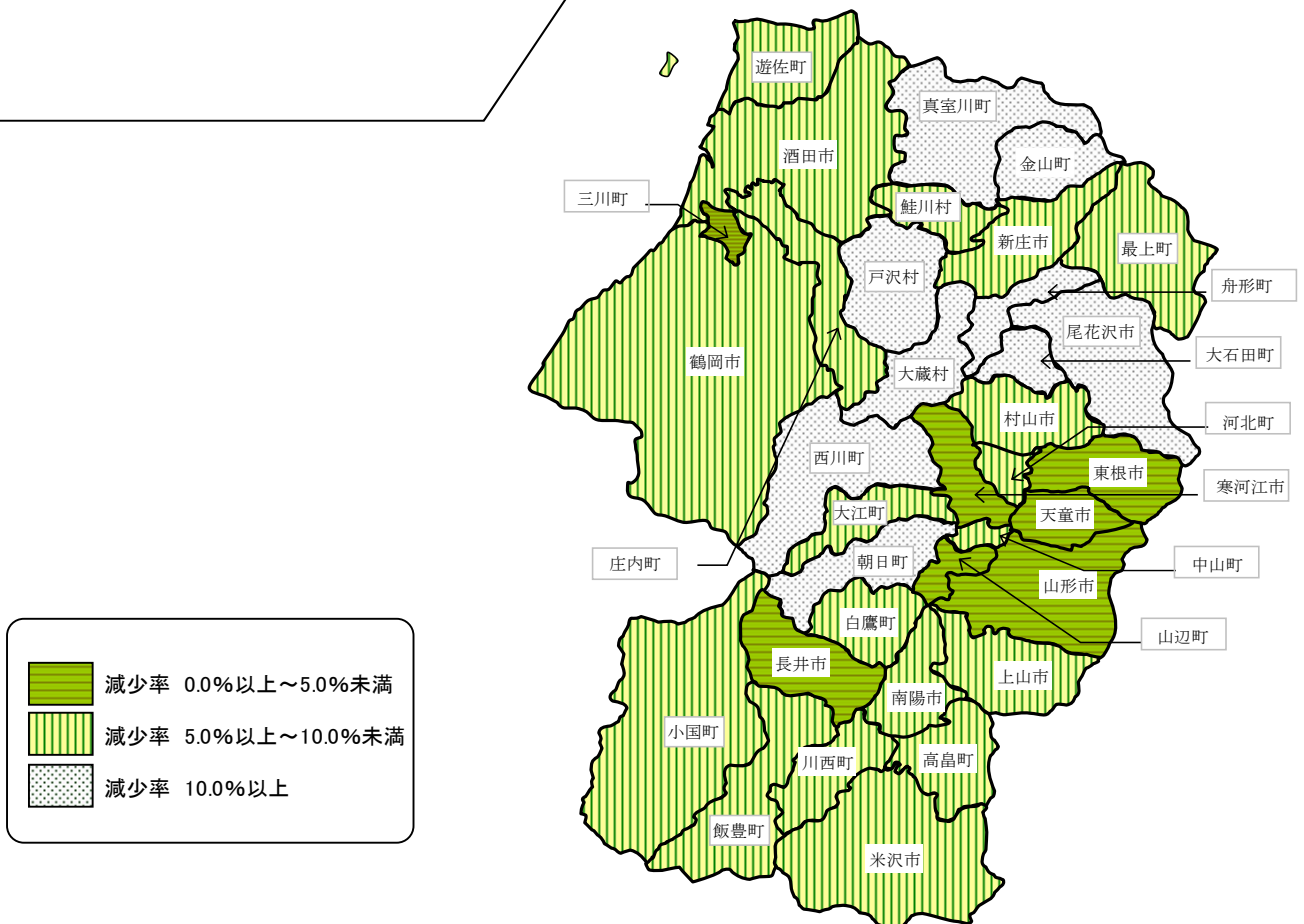 遊佐町
真室川町
酒田市
金山町
三川町
鮭川村
新庄市
最上町
戸沢村
舟形町
尾花沢市
大石田町
鶴岡市
大蔵村
村山市
河北町
西川町
東根市
寒河江市
大江町
天童市
庄内町
朝日町
中山町
山形市
白鷹町
山辺町
長井市
上山市
南陽市
小国町
川西町
高畠町
飯豊町
米沢市
減少率 0.0%以上～5.0%未満
減少率 5.0%以上～10.0%未満
減少率 10.0%以上